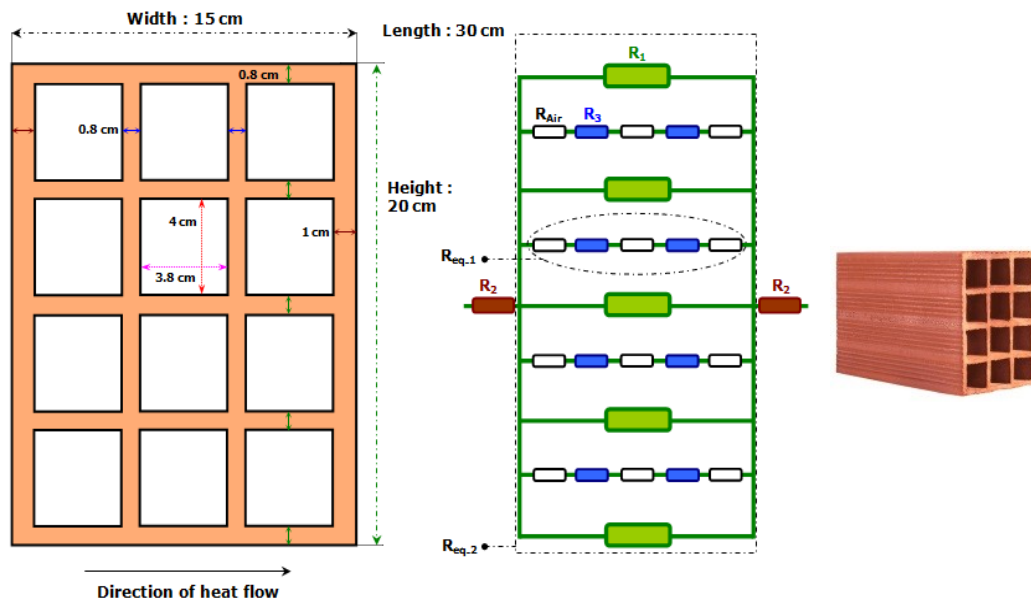 Width : 15 cm
Length : 30 cm
0.8 cm
0.8 cm
Height :
20 cm
4 cm
1 cm
3.8 cm
Direction of heat flow
R1
RAir
R3
Req.1
R2
R2
Req.2